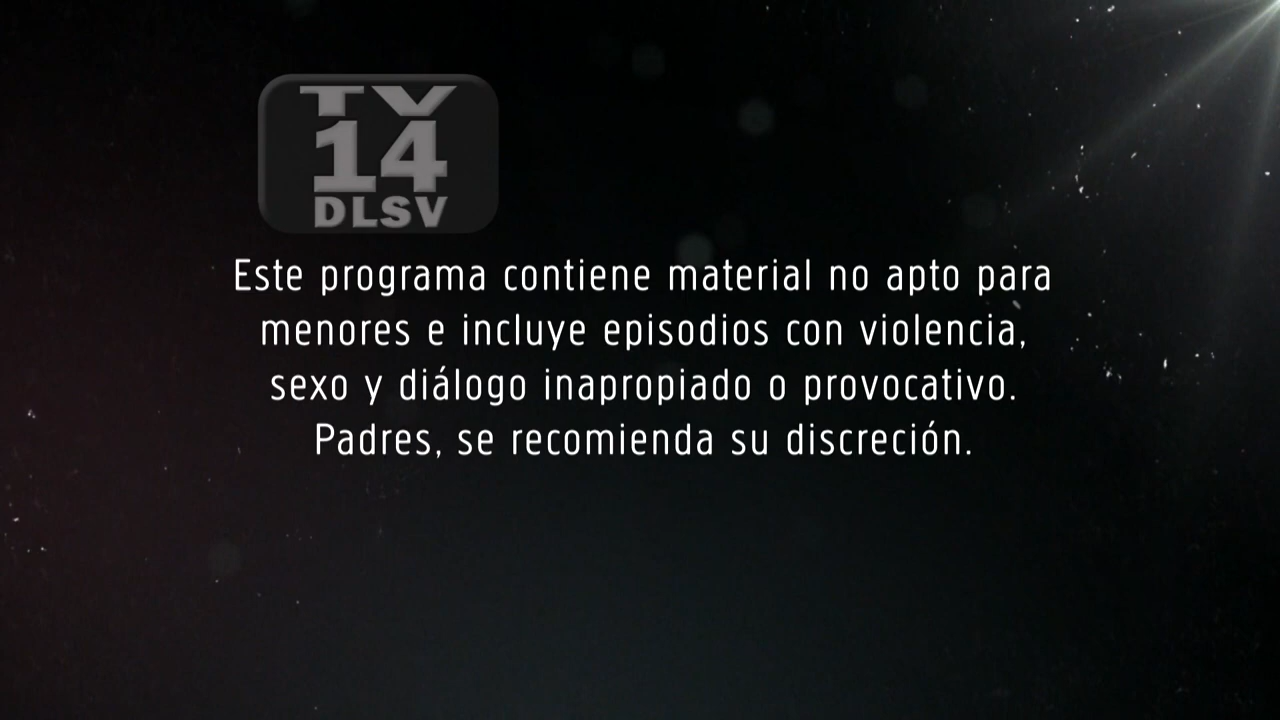 TV
14
DLSV
Este programa contiene material no apto para
menores e incluye episodios con violencia,
sexo y diálogo inapropiado o provocativo.
Padres, se recomienda su discreción.